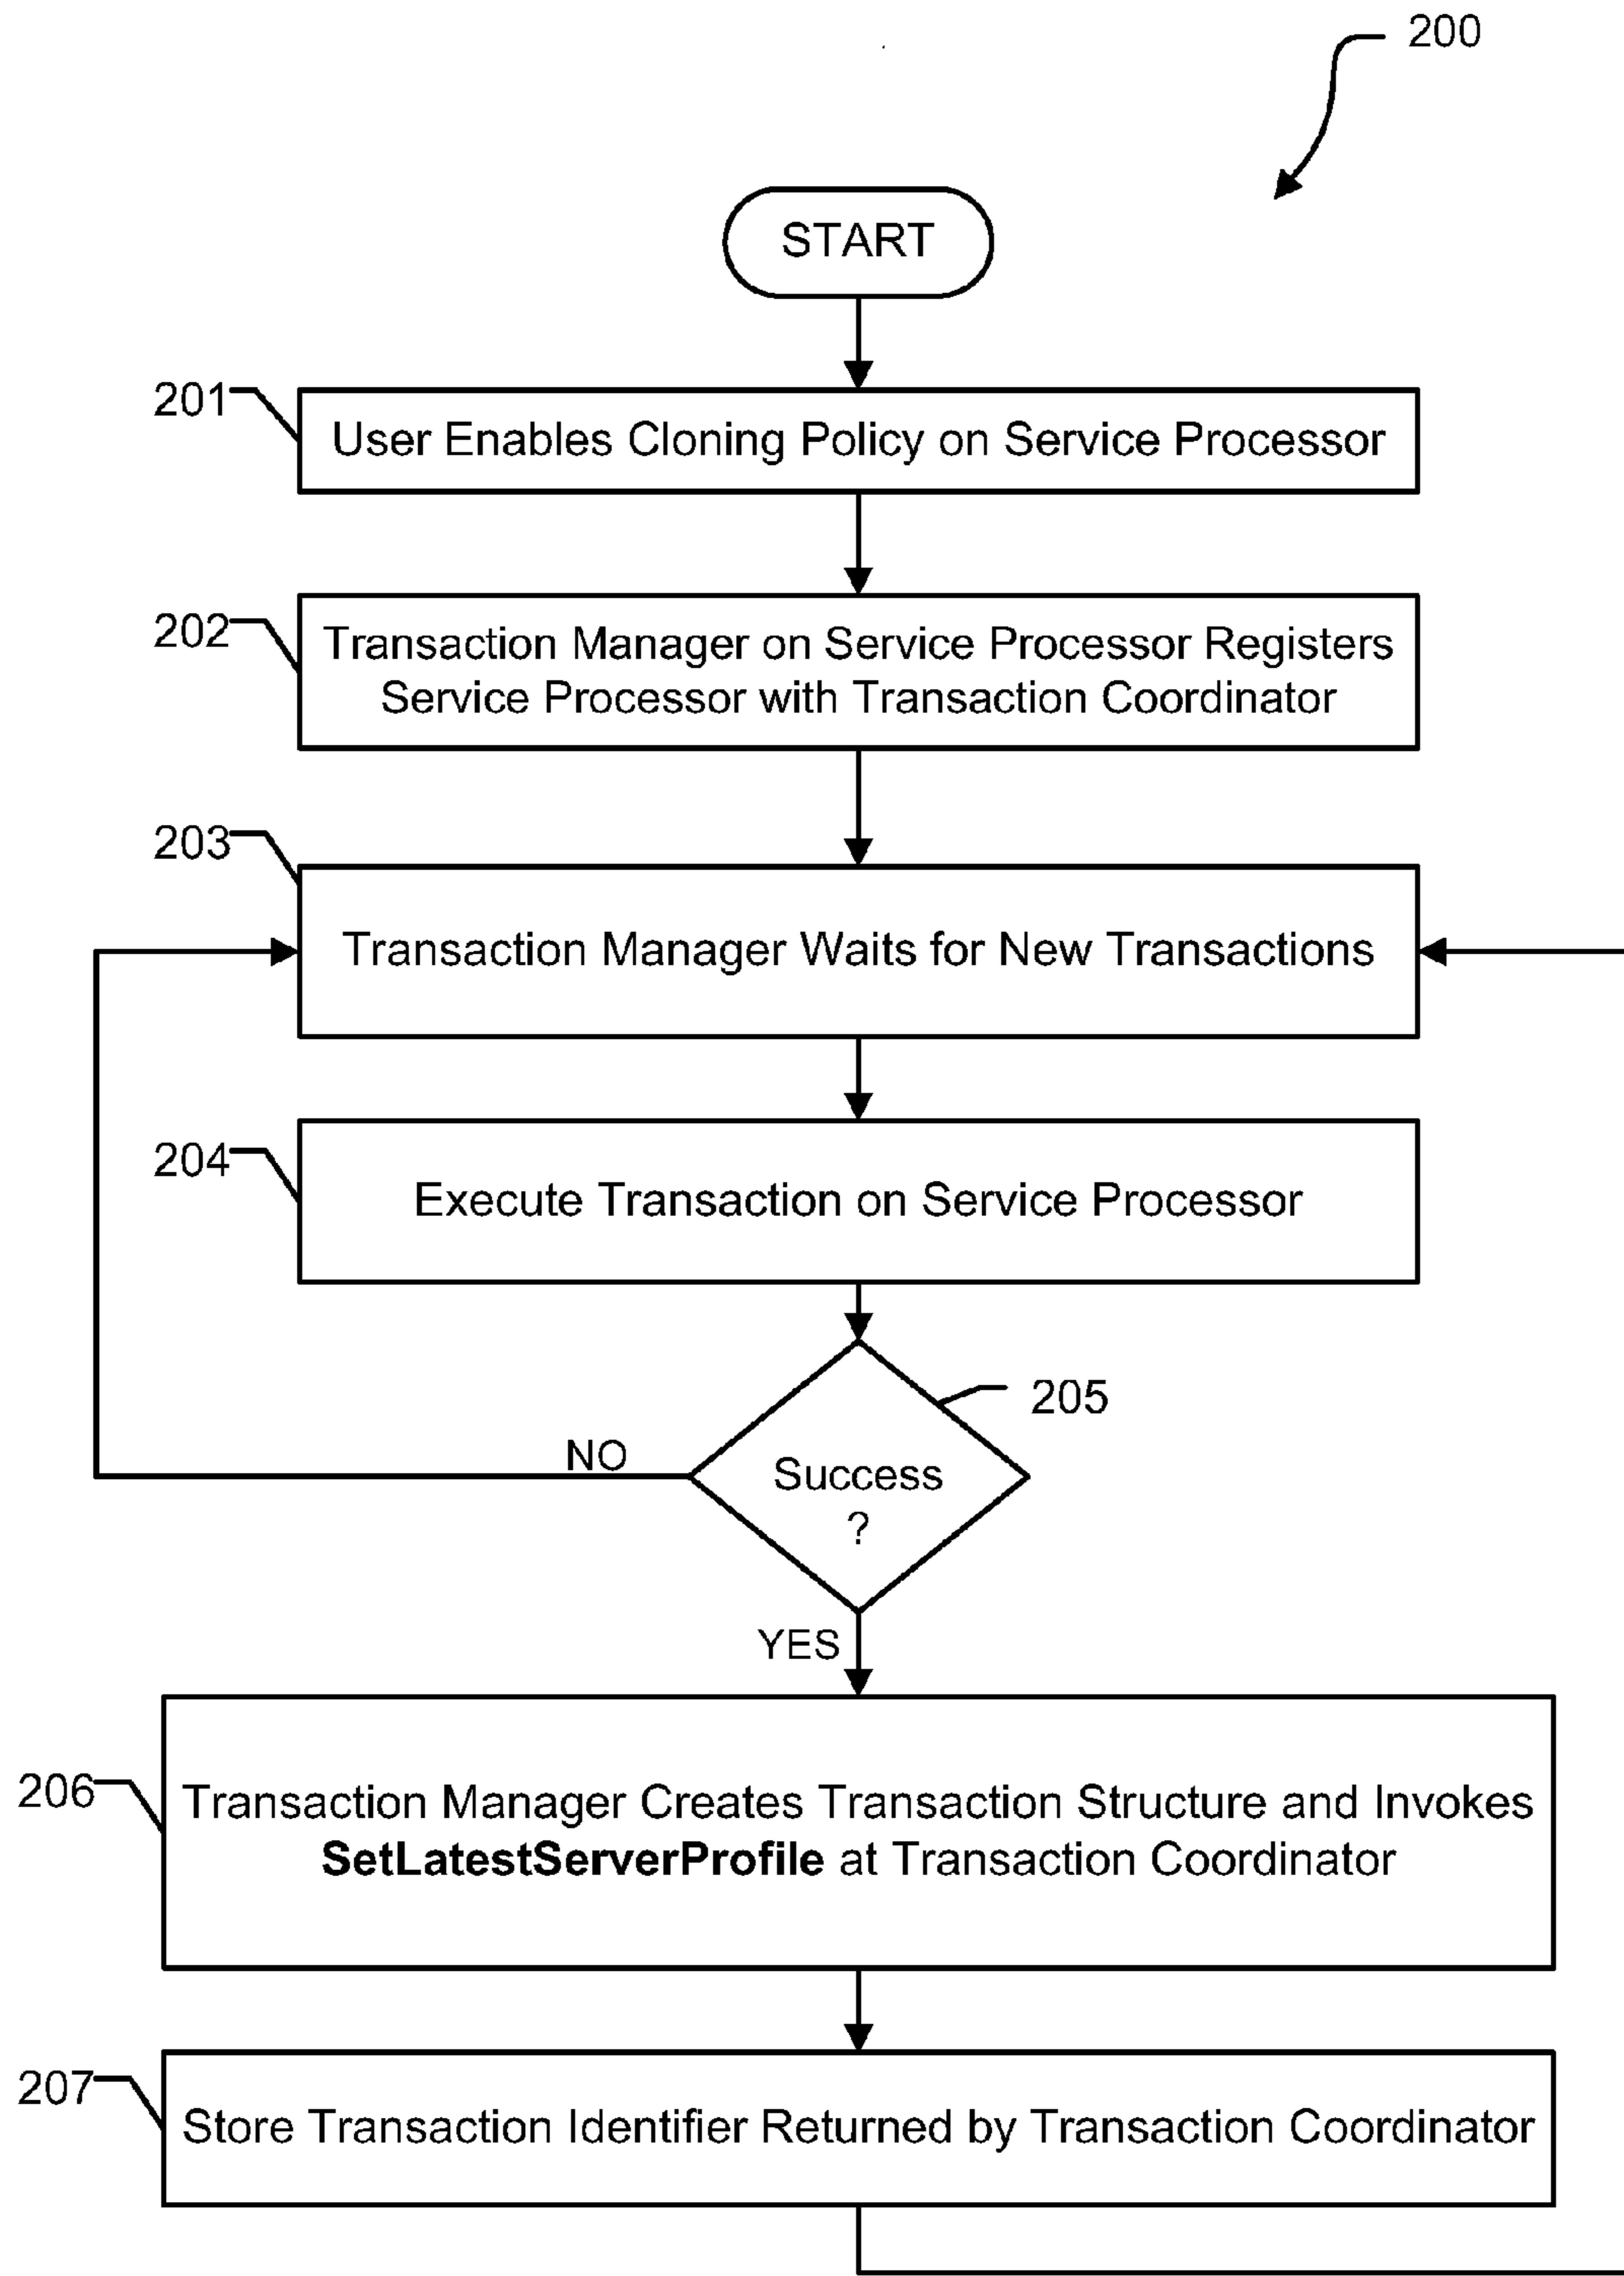 200
START
201
User Enables Cloning Policy on Service Processor
202
Transaction Manager on Service Processor Registers
Service Processor with Transaction Coordinator
203
Transaction Manager Waits for New Transactions
204
Execute Transaction on Service Processor
205
NO
Success
?
YES
206
Transaction Manager Creates Transaction Structure and Invokes
SetLatestServerProfile at Transaction Coordinator
207
Store Transaction Identifier Returned by Transaction Coordinator